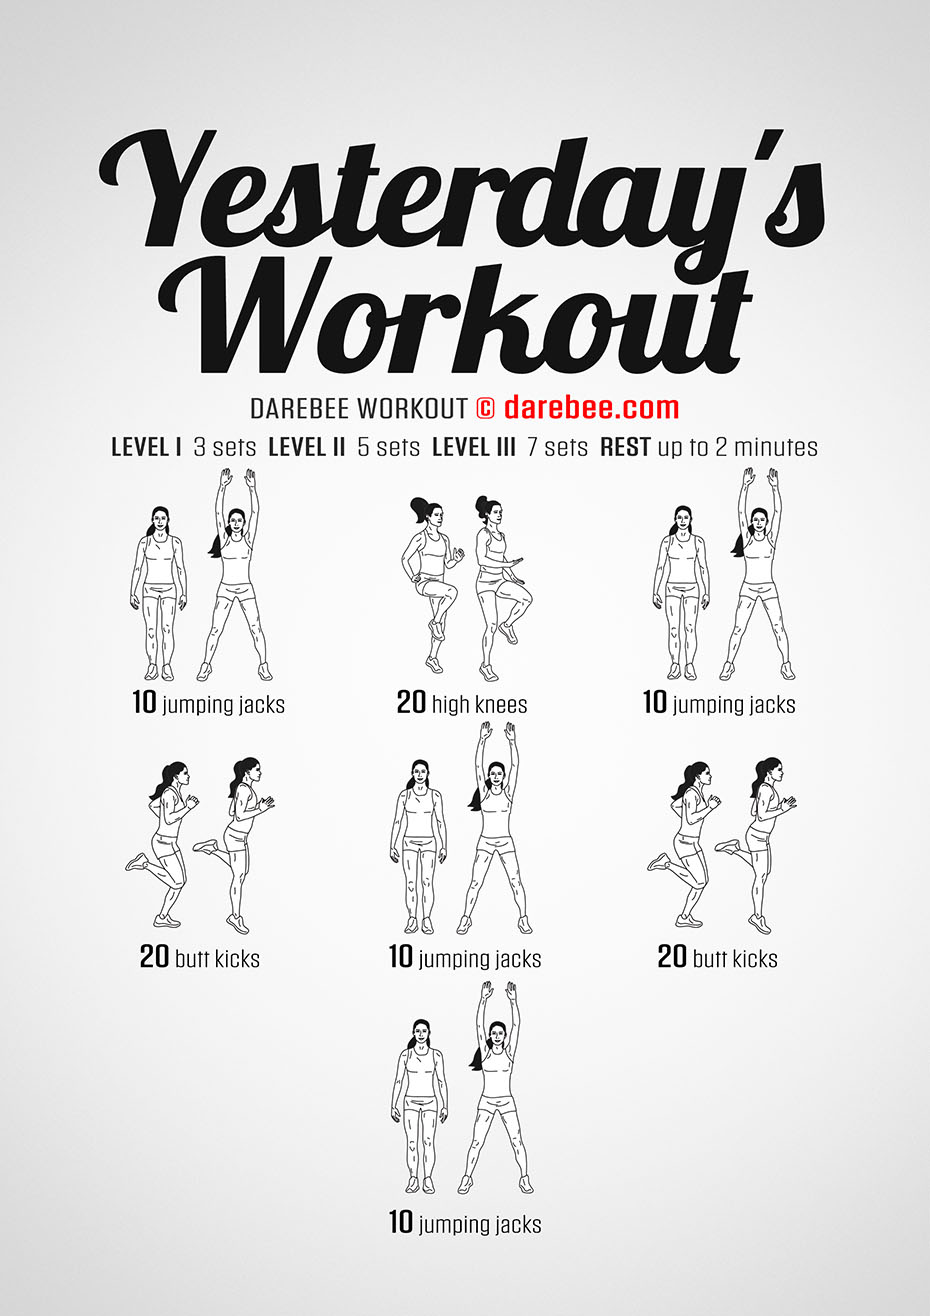 Yesterday's
Workout
DAREBEE WORKOUT © darebee.com
LEVEL I 3 sets LEVEL II 5 sets LEVEL III 7 sets REST up to 2 minutes
10 jumping jacks
20 high knees
10 jumping jacks
20 butt kicks
10 jumping jacks
20 butt kicks
10 jumping jacks